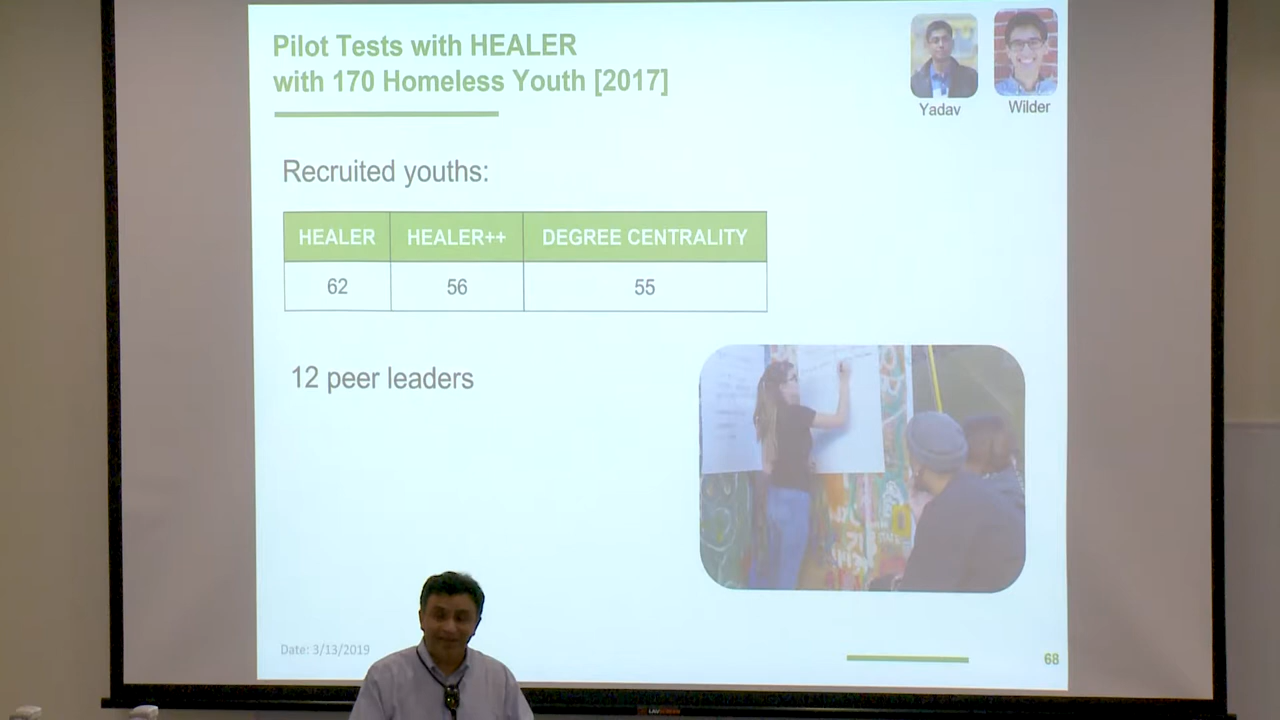 Pilot Tests with HEALER
with 170 Homeless Youth [2017]
Yadav
Wilder
Recruited youths:
HEALER
HEALER++
DEGREE CENTRALITY
62
56
55
12 peer leaders
Date: 3/13/2019
68